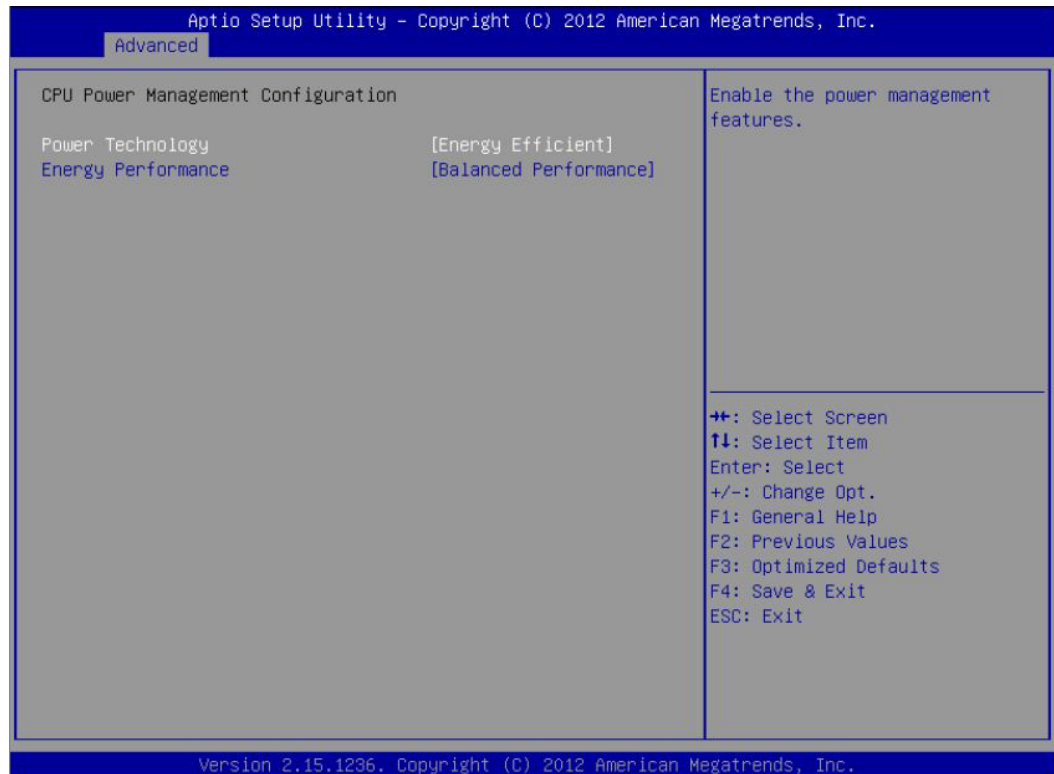 Aptio Setup Utility – Copyright (C) 2012 American Megatrends, Inc.
Advanced
CPU Power Management Configuration
Power Technology [Energy Efficient]
Energy Performance [Balanced Performance]
Enable the power management
features.
→←: Select Screen
↑↓: Select Item
Enter: Select
+/-: Change Opt.
F1: General Help
F2: Previous Values
F3: Optimized Defaults
F4: Save & Exit
ESC: Exit
Version 2.15.1236. Copyright (C) 2012 American Megatrends, Inc.